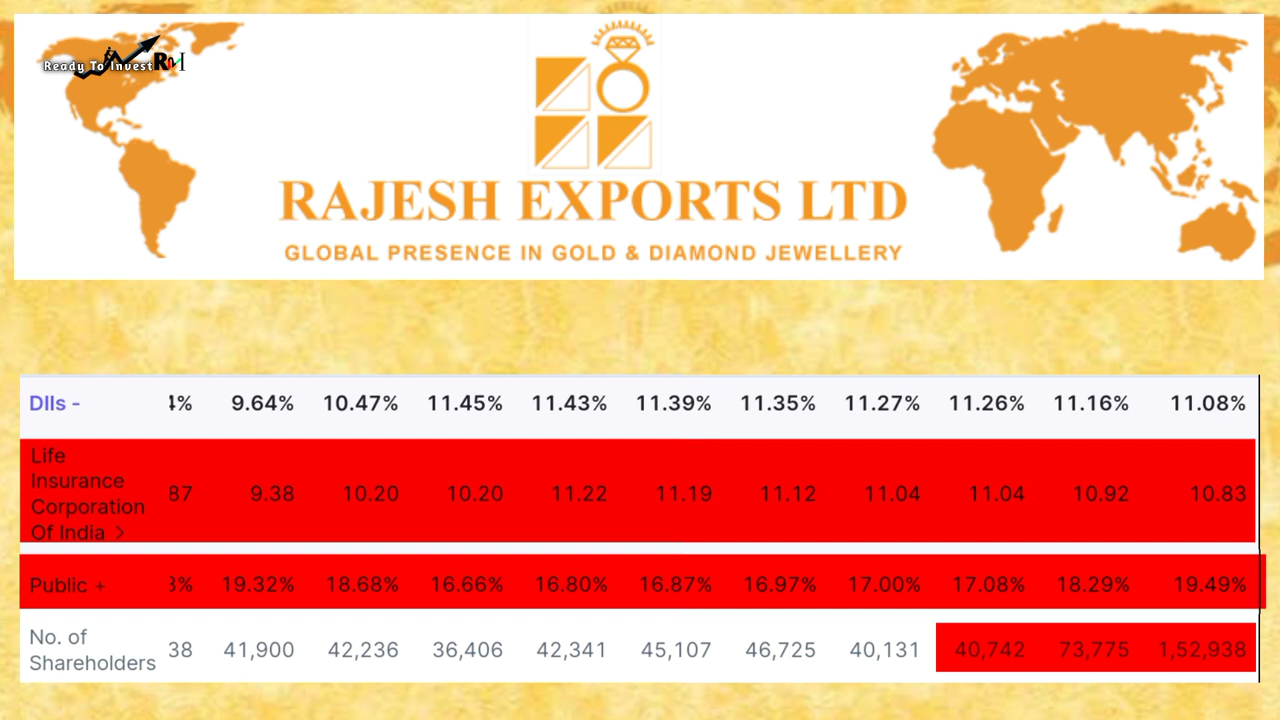 Ready To Invest
RAJESH EXPORTS LTD
GLOBAL PRESENCE IN GOLD & DIAMOND JEWELLERY
DIIs - 9.64% 10.47% 11.45% 11.43% 11.39% 11.35% 11.27% 11.26% 11.16% 11.08%
Life
Insurance
Corporation
Of India > 87 9.38 10.20 10.20 11.22 11.19 11.12 11.04 11.04 10.92 10.83
Public + 19.32% 18.68% 16.66% 16.80% 16.87% 16.97% 17.00% 17.08% 18.29% 19.49%
No. of
Shareholders 38 41,900 42,236 36,406 42,341 45,107 46,725 40,131 40,742 73,775 1,52,938